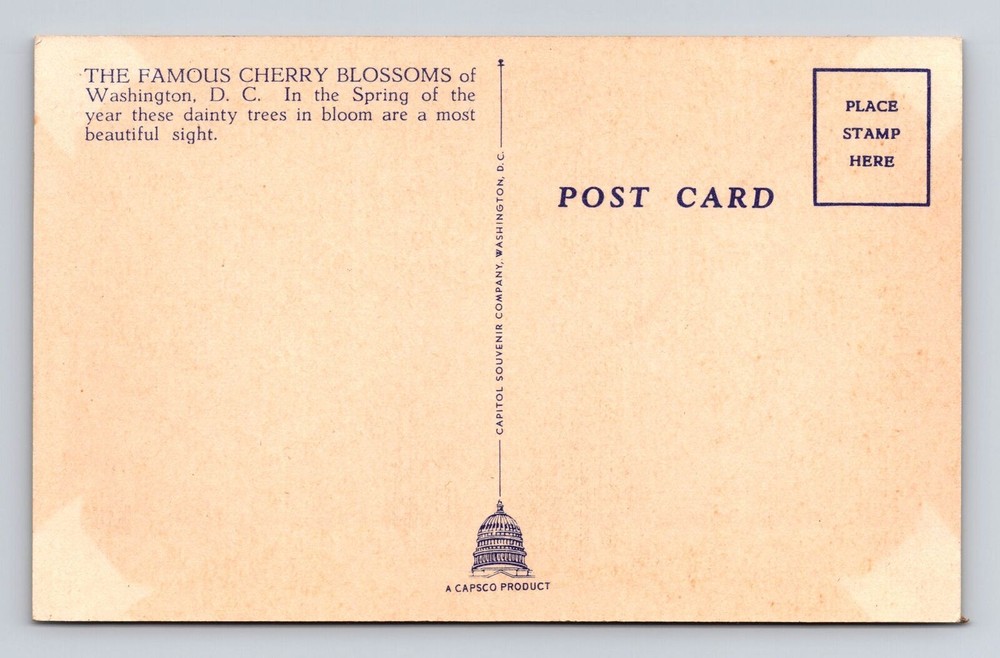 THE FAMOUS CHERRY BLOSSOMS of
Washington, D. C. In the Spring of the
year these dainty trees in bloom are a most
beautiful sight.
CAPITOL SOUVENIR COMPANY, WASHINGTON, D.C.
A CAPSCO PRODUCT
POST CARD
PLACE
STAMP
HERE